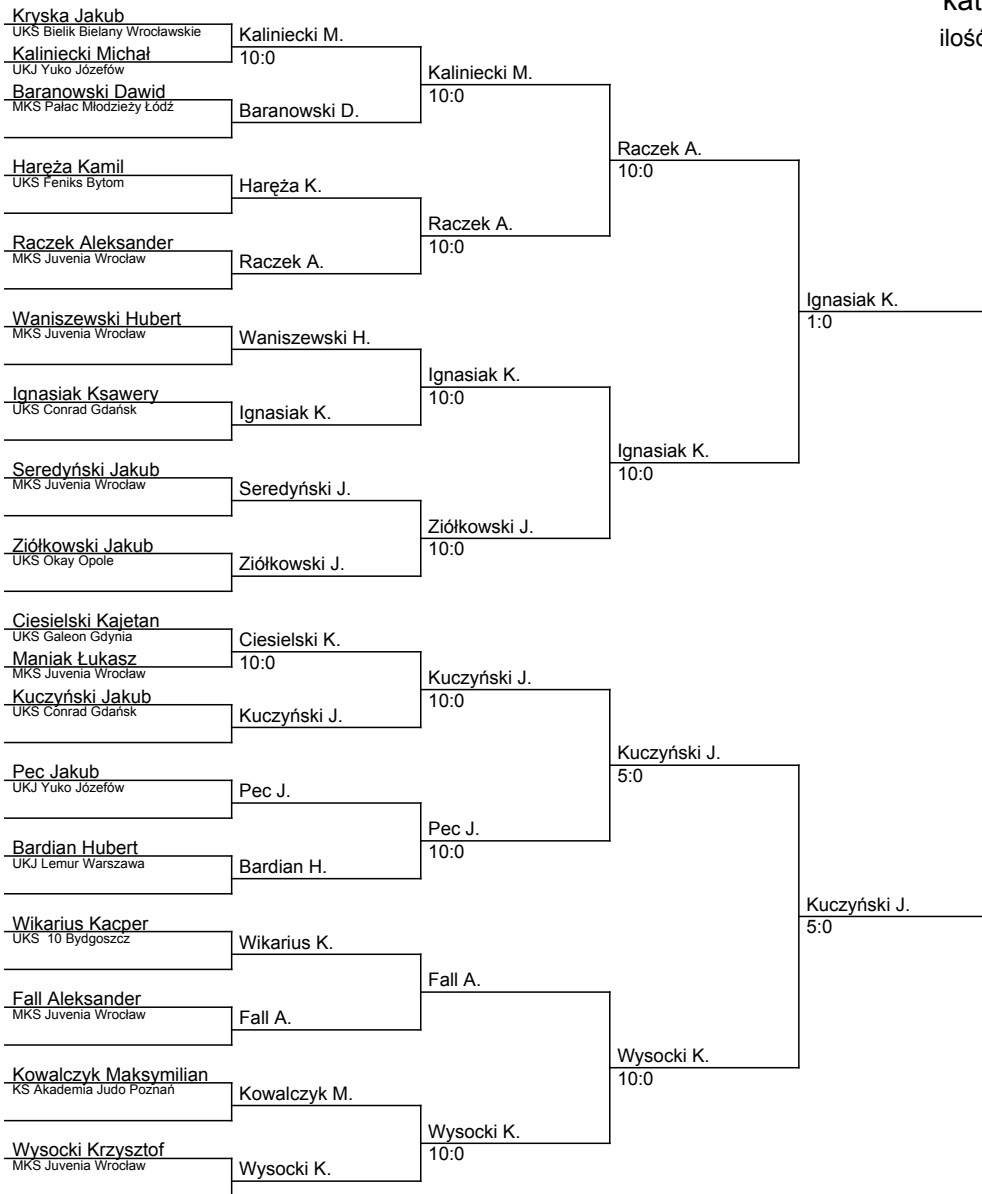 kat
ilość
Kryska Jakub
UKS Bielik Bielany Wrocławskie
Kaliniecki Michał
UKJ Yuko Józefów
Baranowski Dawid
MKS Pałac Młodzieży Łódź
Haręża Kamil
UKS Feniks Bytom
Raczek Aleksander
MKS Juvenia Wrocław
Waniszewski Hubert
MKS Juvenia Wrocław
Ignasiak Ksawery
UKS Conrad Gdańsk
Seredyński Jakub
MKS Juvenia Wrocław
Ziółkowski Jakub
UKS Okay Opole
Ciesielski Kajetan
UKS Galeon Gdynia
Maniak Łukasz
MKS Juvenia Wrocław
Kuczyński Jakub
UKS Conrad Gdańsk
Pec Jakub
UKJ Yuko Józefów
Bardian Hubert
UKJ Lemur Warszawa
Wikarius Kacper
UKS 10 Bydgoszcz
Fall Aleksander
MKS Juvenia Wrocław
Kowalczyk Maksymilian
KS Akademia Judo Poznań
Wysocki Krzysztof
MKS Juvenia Wrocław
Kaliniecki M.
10:0
Baranowski D.
Haręża K.
Raczek A.
Waniszewski H.
Ignasiak K.
Seredyński J.
Ziółkowski J.
Ciesielski K.
10:0
Kuczyński J.
Pec J.
Bardian H.
Wikarius K.
Fall A.
Kowalczyk M.
Wysocki K.
Kaliniecki M.
10:0
Raczek A.
10:0
Ignasiak K.
10:0
Ziółkowski J.
10:0
Kuczyński J.
10:0
Pec J.
10:0
Fall A.
Wysocki K.
10:0
Raczek A.
10:0
Ignasiak K.
10:0
Kuczyński J.
5:0
Wysocki K.
10:0
Ignasiak K.
1:0
Kuczyński J.
5:0